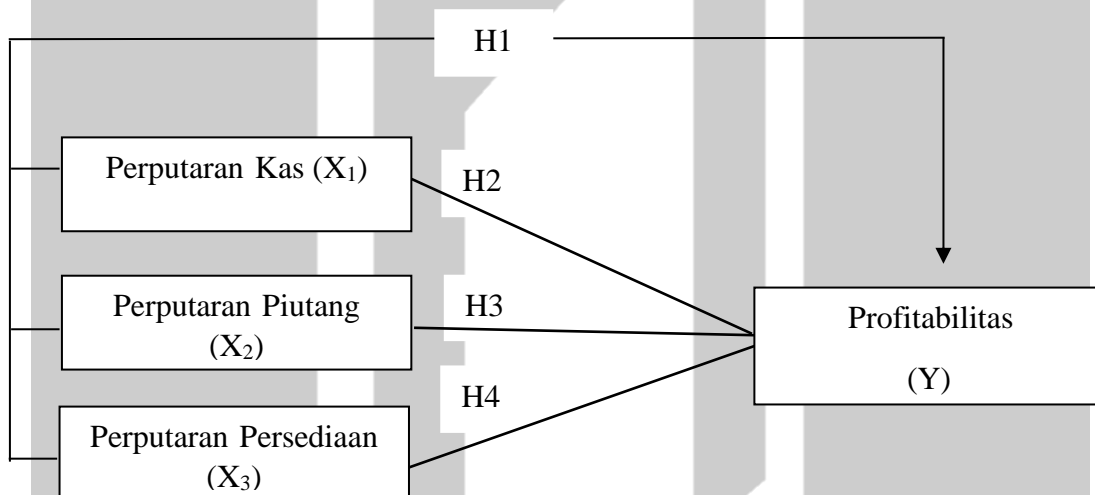 H1
Perputaran Kas (X₁)
H2
Perputaran Piutang
(X₂)
H3
Profitabilitas
(Y)
H4
Perputaran Persediaan
(X₃)